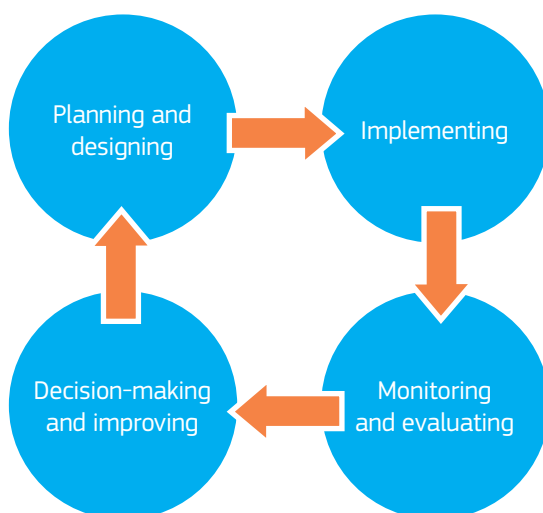 Planning and
designing
Implementing
Decision-making
and improving
Monitoring
and evaluating